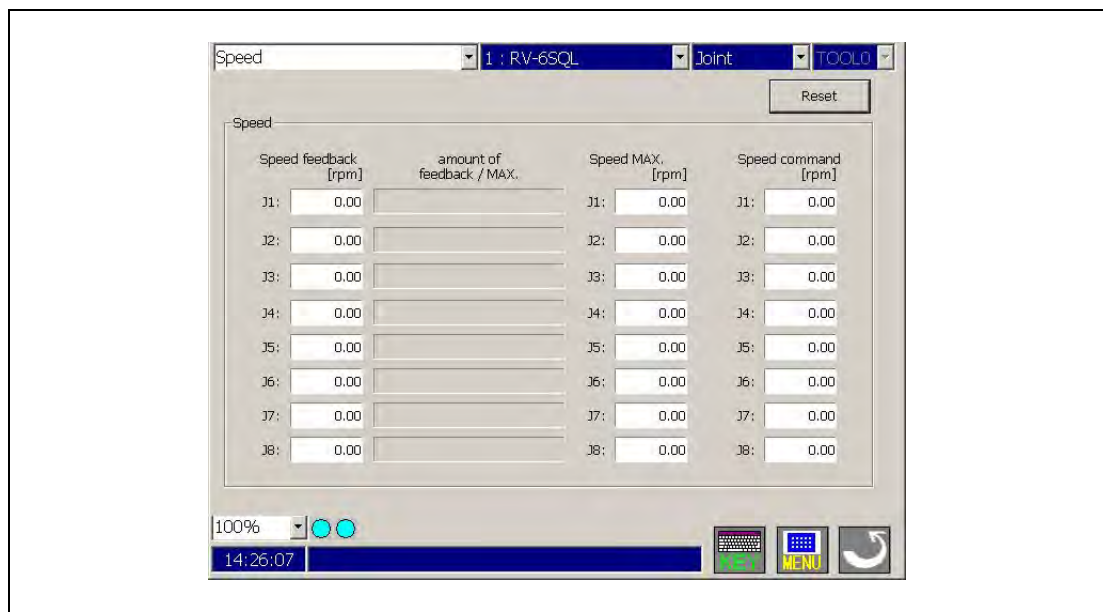 Speed 1 : RV-6SQL Joint TOOL0
Reset
Speed
Speed feedback amount of Speed MAX. Speed command
[rpm] feedback / MAX. [rpm] [rpm]
J1: 0.00 J1: 0.00 J1: 0.00
J2: 0.00 J2: 0.00 J2: 0.00
J3: 0.00 J3: 0.00 J3: 0.00
J4: 0.00 J4: 0.00 J4: 0.00
J5: 0.00 J5: 0.00 J5: 0.00
J6: 0.00 J6: 0.00 J6: 0.00
J7: 0.00 J7: 0.00 J7: 0.00
J8: 0.00 J8: 0.00 J8: 0.00
100%
14:26:07 KEY MENU